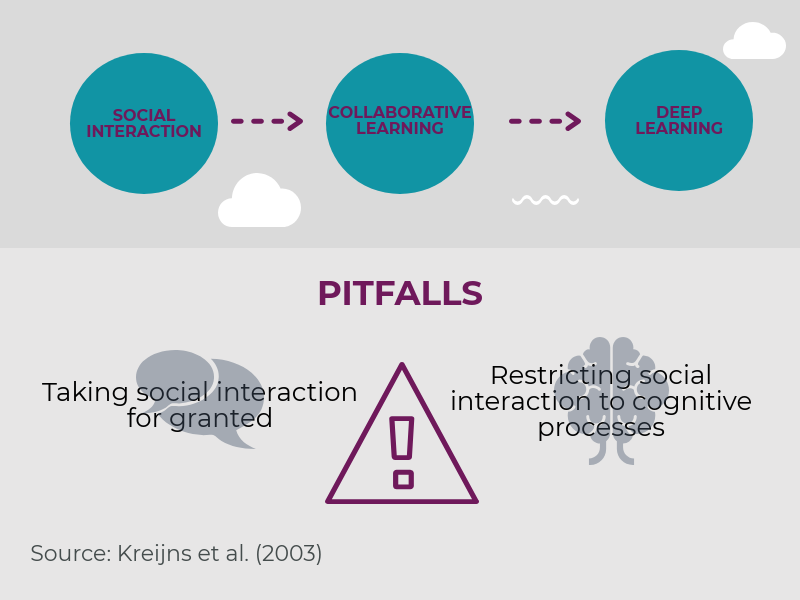 SOCIAL
INTERACTION
COLLABORATIVE
LEARNING
DEEP
LEARNING
PITFALLS
Taking social interaction
for granted
Restricting social
interaction to cognitive
processes
Source: Kreijns et al. (2003)